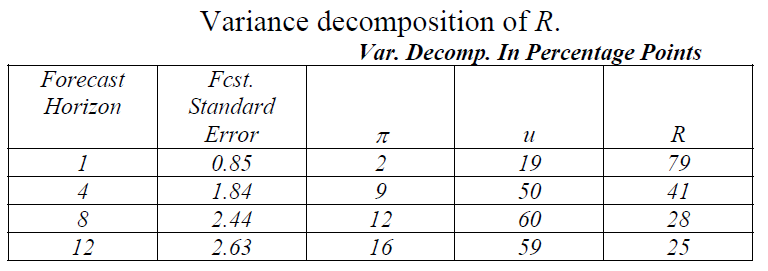 Variance decomposition of R.
Var. Decomp. In Percentage Points
Forecast Horizon Fcst. Standard Error π u R
1 0.85 2 19 79
4 1.84 9 50 41
8 2.44 12 60 28
12 2.63 16 59 25